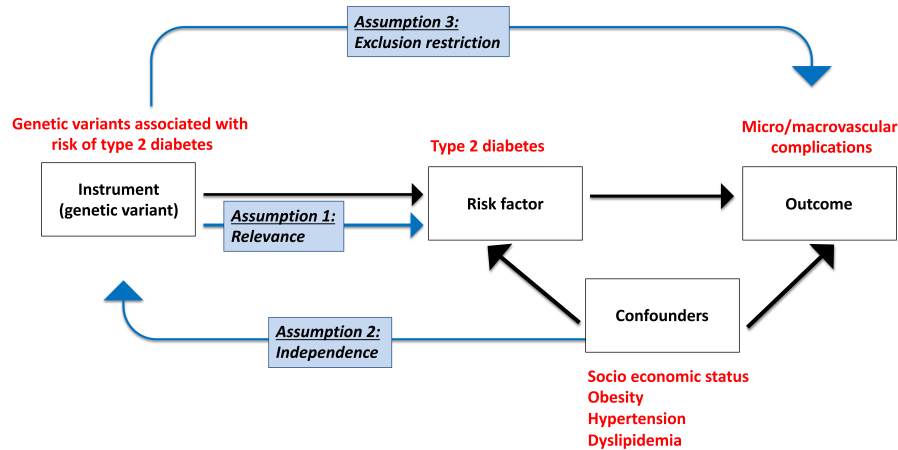 Assumption 3:
Exclusion restriction
Genetic variants associated with
risk of type 2 diabetes
Type 2 diabetes
Micro/macrovascular
complications
Instrument
(genetic variant)
Risk factor
Outcome
Assumption 1:
Relevance
Confounders
Assumption 2:
Independence
Socio economic status
Obesity
Hypertension
Dyslipidemia